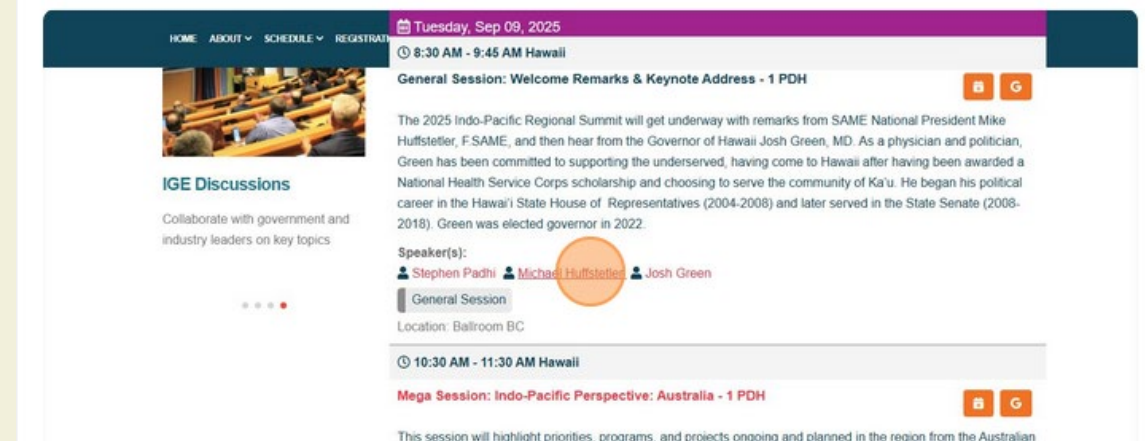 HOME ABOUT SCHEDULE REGISTRATI
Tuesday, Sep 09, 2025
8:30 AM - 9:45 AM Hawaii
General Session: Welcome Remarks & Keynote Address - 1 PDH
G
The 2025 Indo-Pacific Regional Summit will get underway with remarks from SAME National President Mike
Huffstetler, F.SAME, and then hear from the Governor of Hawaii Josh Green, MD. As a physician and politician,
Green has been committed to supporting the underserved, having come to Hawaii after having been awarded a
National Health Service Corps scholarship and choosing to serve the community of Ka'u. He began his political
career in the Hawai'i State House of Representatives (2004-2008) and later served in the State Senate (2008-
2018). Green was elected governor in 2022.
IGE Discussions
Collaborate with government and
industry leaders on key topics
Speaker(s):
Stephen Padhi Michael Huffstetler Josh Green
General Session
Location: Ballroom BC
10:30 AM - 11:30 AM Hawaii
Mega Session: Indo-Pacific Perspective: Australia - 1 PDH
G
This session will highlight priorities, programs, and projects ongoing and planned in the region from the Australian